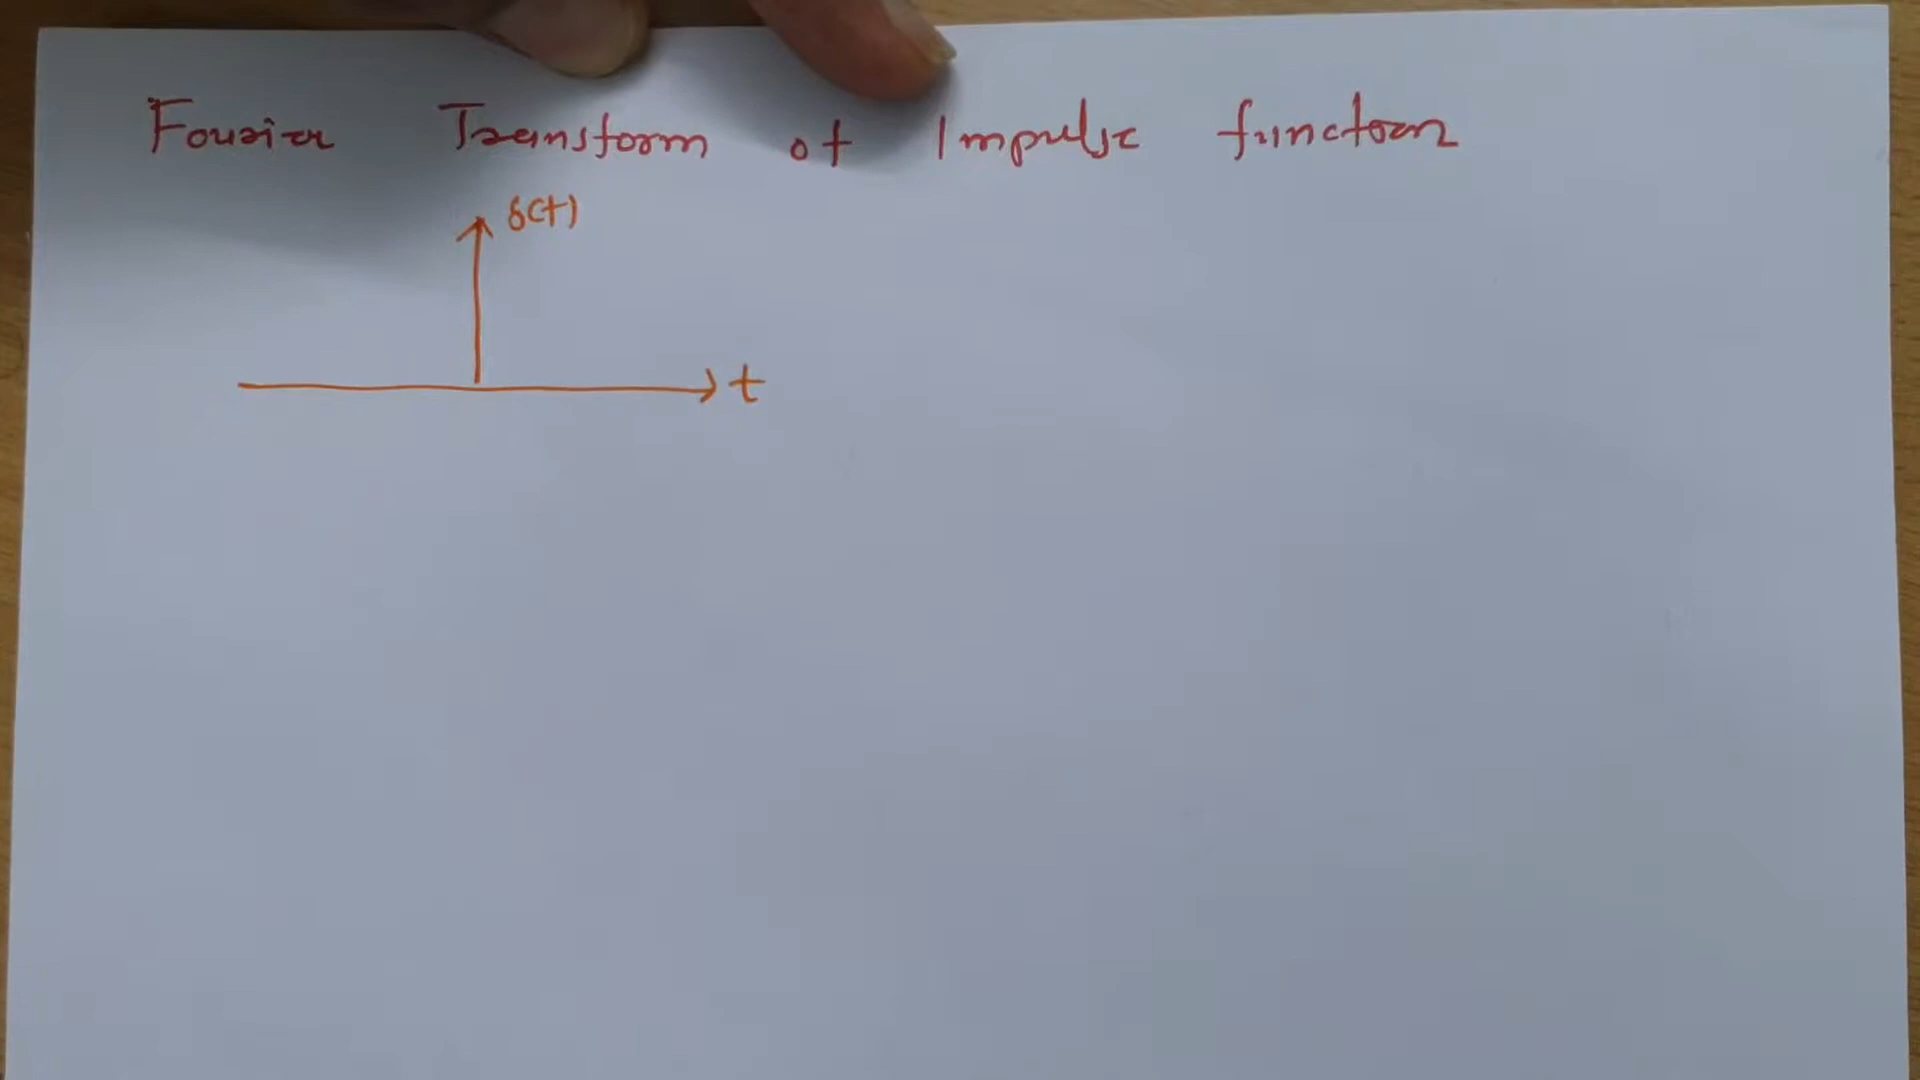 Fourier Transform of Impulse function
δ(t)
t